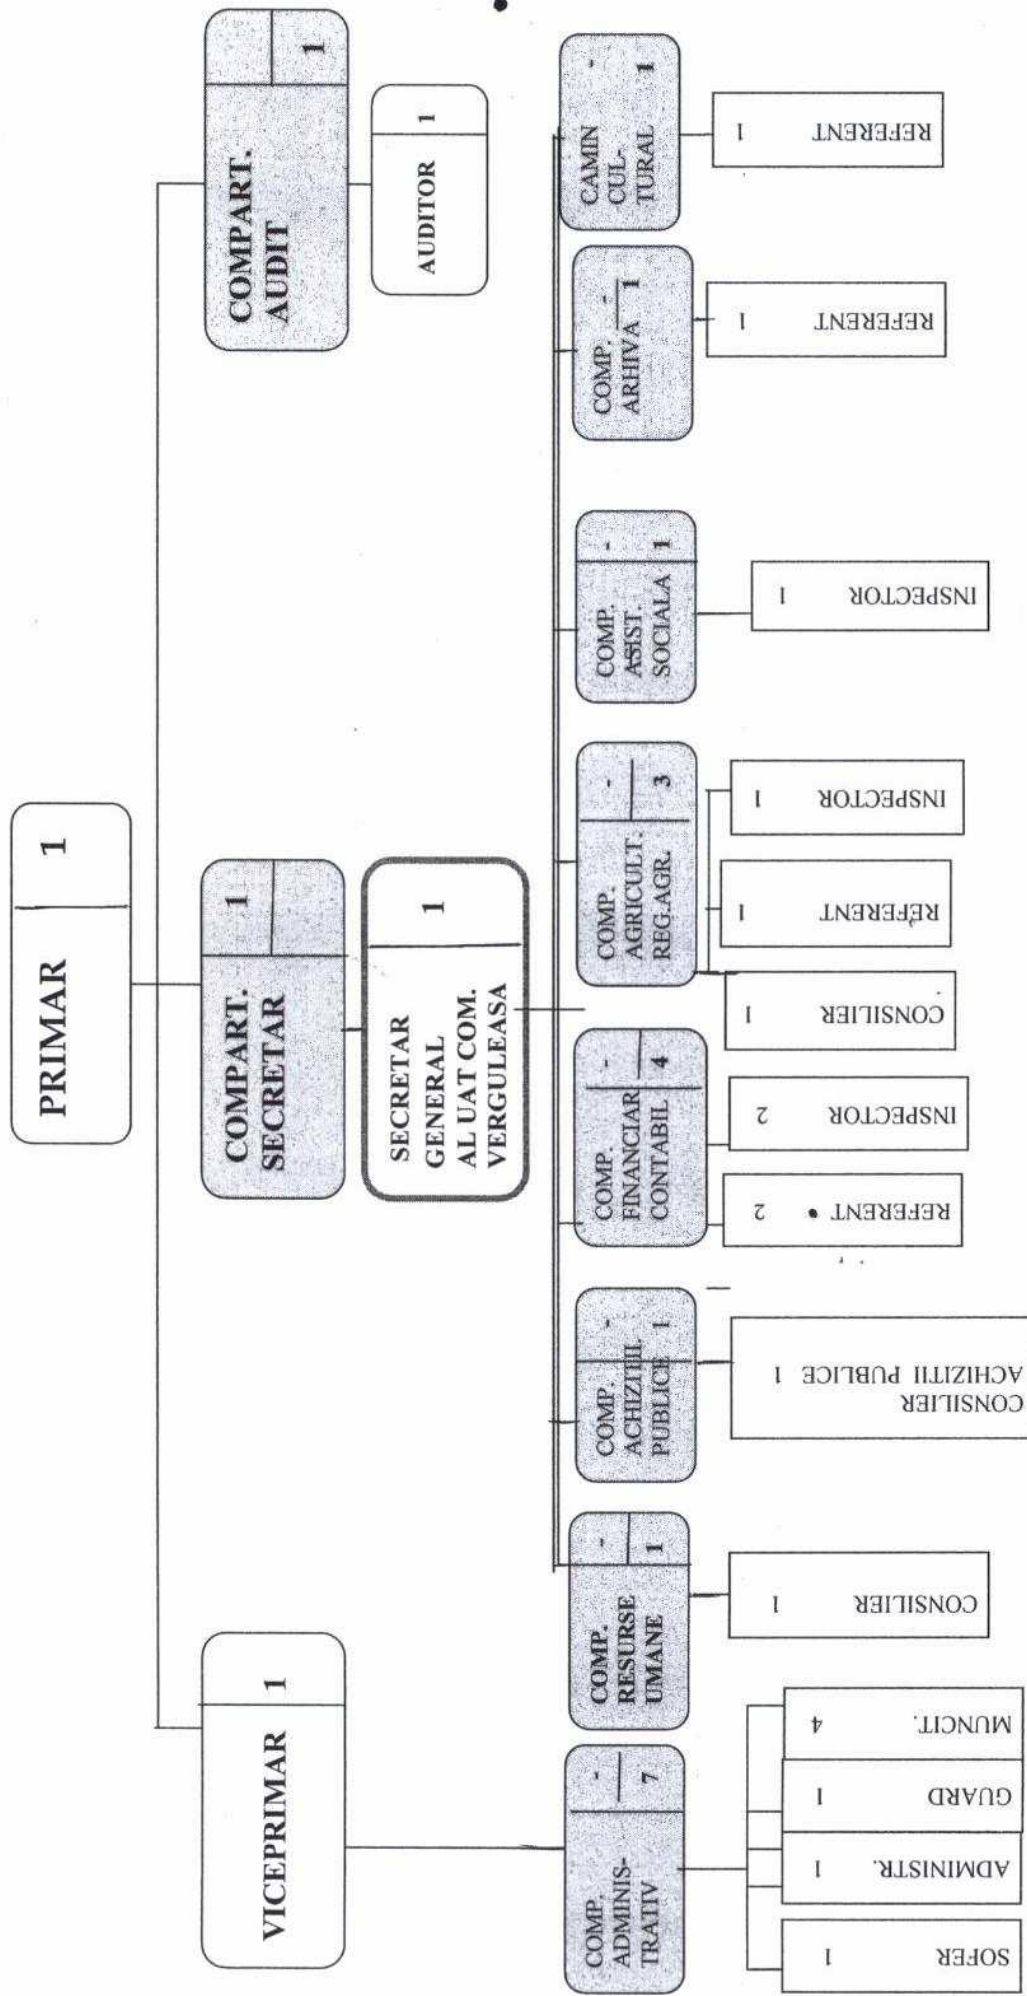 PRIMAR 1
VICEPRIMAR 1
COMPART. 1
SECRETAR
COMPART.
AUDIT 1
SECRETAR
GENERAL 1
AL UAT COM.
VERGULEASA
AUDITOR 1
COMP. -
ADMINIS-
TRATIV 7
COMP. -
RESURSE
UMANE 1
COMP. -
ACHIZITII.
PUBLICE 1
COMP. -
FINANCIAR
CONTABIL 4
COMP. -
AGRICULT.
REG.AGR. 3
COMP. -
ASIST.
SOCIALA 1
COMP. -
ARHIVA 1
CAMIN -
CUL-
TURAL 1
SOFER 1
ADMINISTR. 1
GUARD 1
MUNCIT. 4
CONSILIER 1
CONSILIER
ACHIZITII PUBLICE 1
REFERENT 2
INSPECTOR 2
CONSILIER 1
REFERENT 1
INSPECTOR 1
INSPECTOR 1
REFERENT 1
REFERENT 1